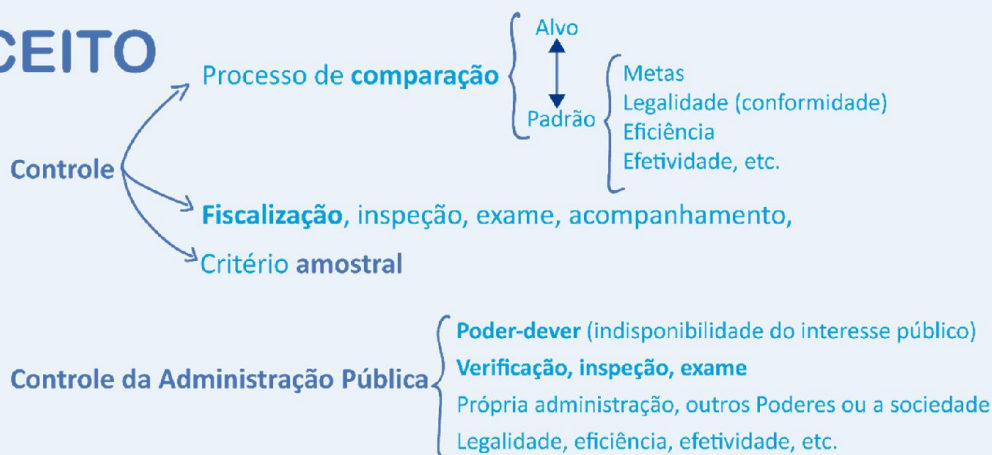 CEITO
Processo de comparação
Alvo
Padrão
Metas
Legalidade (conformidade)
Eficiência
Efetividade, etc.
Controle
Fiscalização, inspeção, exame, acompanhamento,
Critério amostral
Controle da Administração Pública
Poder-dever (indisponibilidade do interesse público)
Verificação, inspeção, exame
Própria administração, outros Poderes ou a sociedade
Legalidade, eficiência, efetividade, etc.